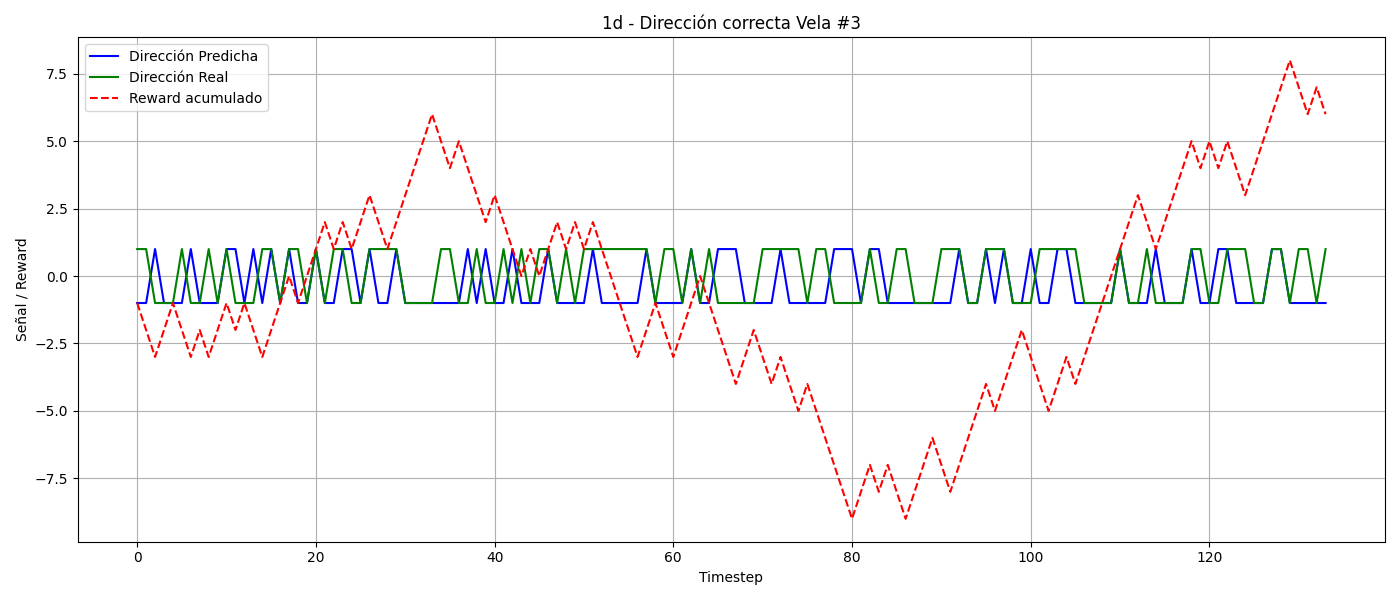 1d - Dirección correcta Vela #3
Dirección Predicha
Dirección Real
Reward acumulado
7.5
5.0
2.5
0.0
−2.5
−5.0
−7.5
Señal / Reward
0 20 40 60 80 100 120
Timestep